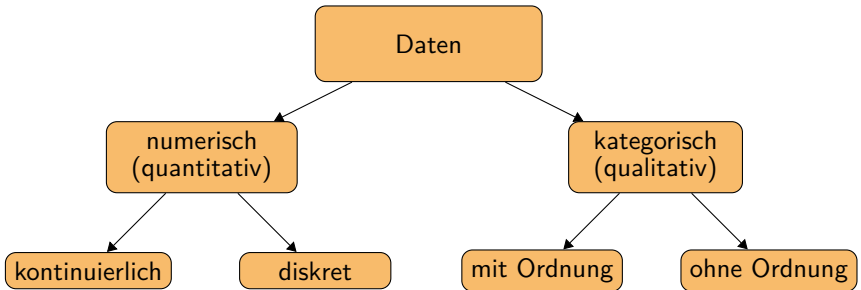 Daten
numerisch
(quantitativ)
kategorisch
(qualitativ)
kontinuierlich
diskret
mit Ordnung
ohne Ordnung